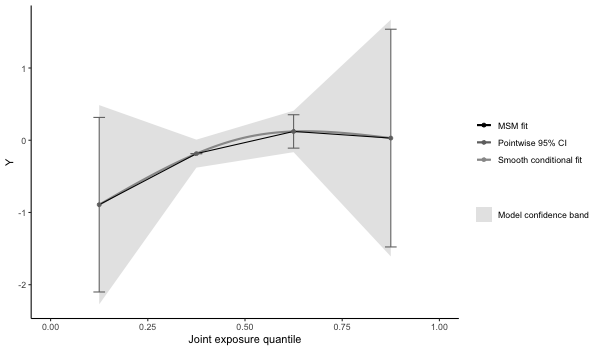 Y
1
0
-1
-2
0.00
0.25
0.50
0.75
1.00
Joint exposure quantile
MSM fit
Pointwise 95% CI
Smooth conditional fit
Model confidence band